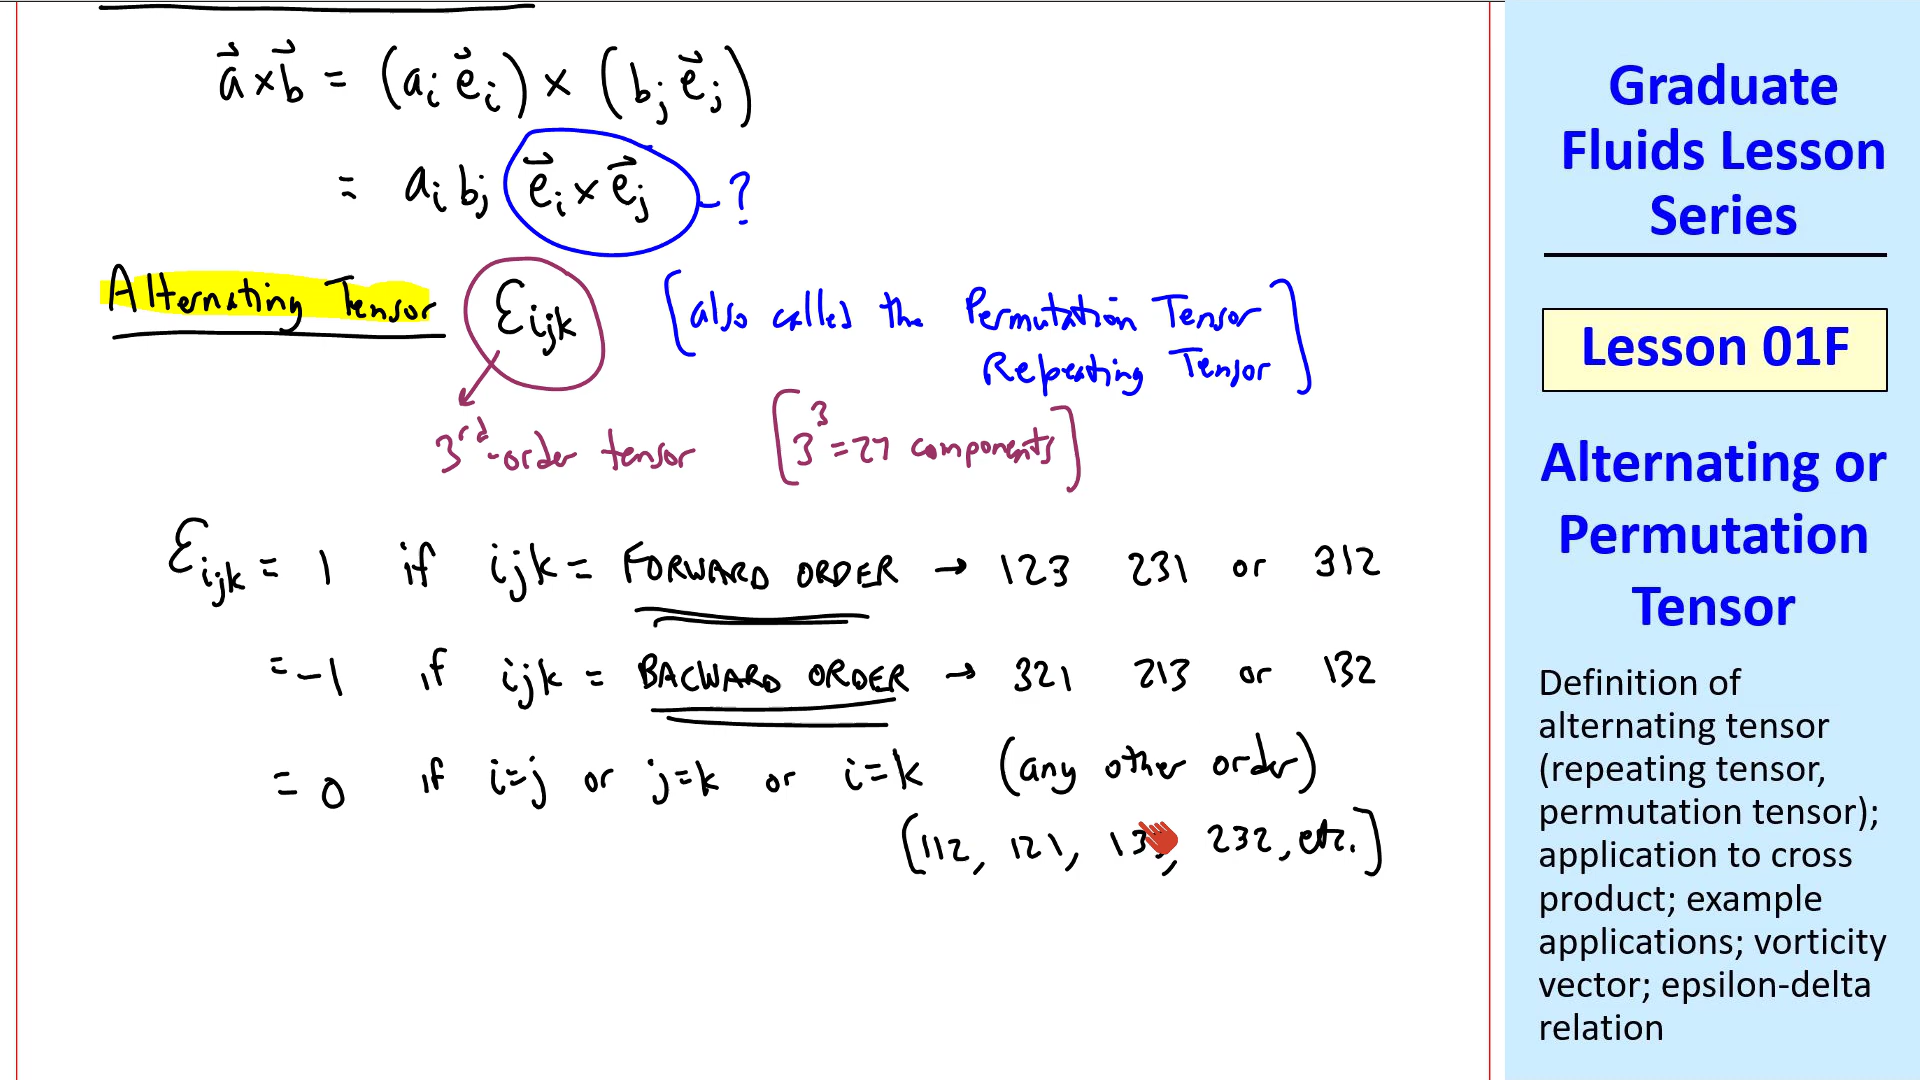 a⃗ × b⃗ = (aᵢ e⃗ᵢ) × (bⱼ e⃗ⱼ)
= aᵢ bⱼ e⃗ᵢ × e⃗ⱼ - ?
Alternating Tensor Ɛᵢⱼₖ [also called the Permutation Tensor
Repeating Tensor]
3ʳᵈ-order tensor [3³ = 27 components]
Ɛᵢⱼₖ = 1 if ijk = FORWARD ORDER → 123 231 or 312
= -1 if ijk = BACWARD ORDER → 321 213 or 132
= 0 if i=j or j=k or i=k (any other order)
(112, 121, 232, etc.]
Graduate
Fluids Lesson
Series
Lesson 01F
Alternating or
Permutation
Tensor
Definition of
alternating tensor
(repeating tensor,
permutation tensor);
application to cross
product; example
applications; vorticity
vector; epsilon-delta
relation